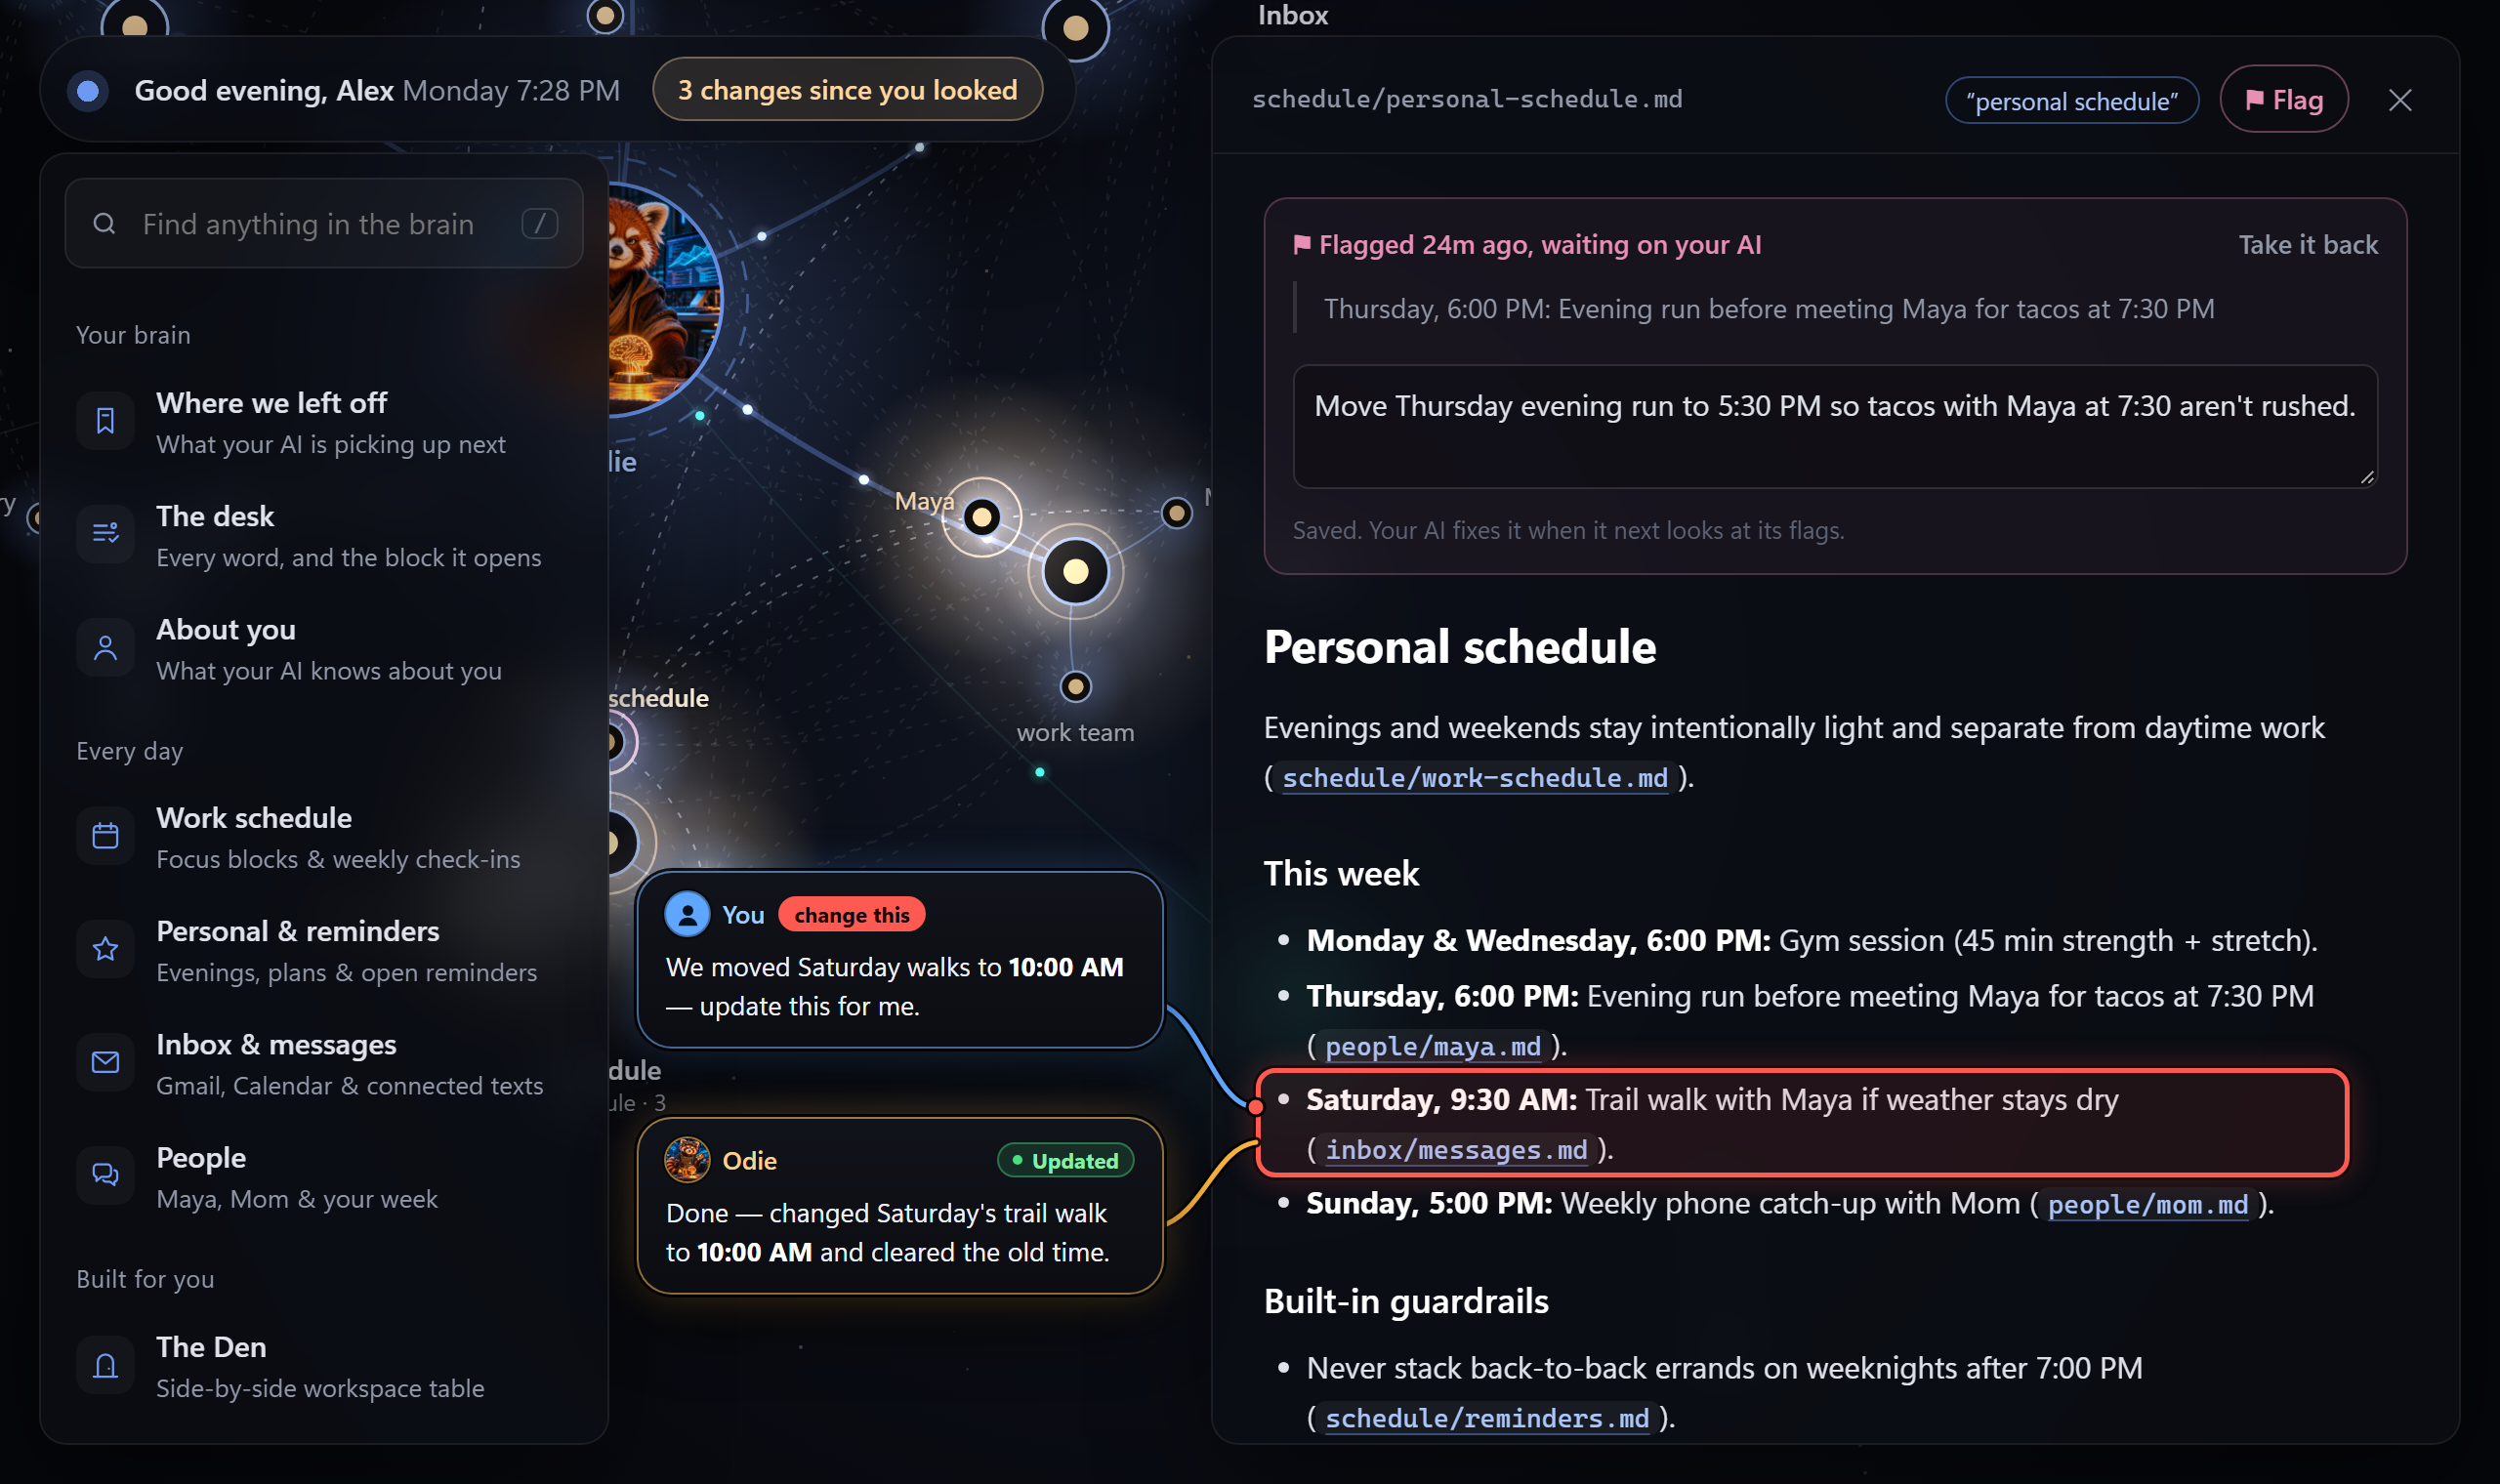 Inbox
Good evening, Alex Monday 7:28 PM
3 changes since you looked
Find anything in the brain /
Your brain
Where we left off
What your AI is picking up next
The desk
Every word, and the block it opens
About you
What your AI knows about you
Every day
Work schedule
Focus blocks & weekly check-ins
Personal & reminders
Evenings, plans & open reminders
Inbox & messages
Gmail, Calendar & connected texts
People
Maya, Mom & your week
Built for you
The Den
Side-by-side workspace table
Maya
work team
schedule
You change this
We moved Saturday walks to 10:00 AM
— update this for me.
Odie Updated
Done — changed Saturday's trail walk
to 10:00 AM and cleared the old time.
schedule/personal-schedule.md
“personal schedule”
Flag
Flagged 24m ago, waiting on your AI
Take it back
Thursday, 6:00 PM: Evening run before meeting Maya for tacos at 7:30 PM
Move Thursday evening run to 5:30 PM so tacos with Maya at 7:30 aren't rushed.
Saved. Your AI fixes it when it next looks at its flags.
Personal schedule
Evenings and weekends stay intentionally light and separate from daytime work
(schedule/work-schedule.md).
This week
• Monday & Wednesday, 6:00 PM: Gym session (45 min strength + stretch).
• Thursday, 6:00 PM: Evening run before meeting Maya for tacos at 7:30 PM
(people/maya.md).
• Saturday, 9:30 AM: Trail walk with Maya if weather stays dry
(inbox/messages.md).
• Sunday, 5:00 PM: Weekly phone catch-up with Mom (people/mom.md).
Built-in guardrails
• Never stack back-to-back errands on weeknights after 7:00 PM
(schedule/reminders.md).